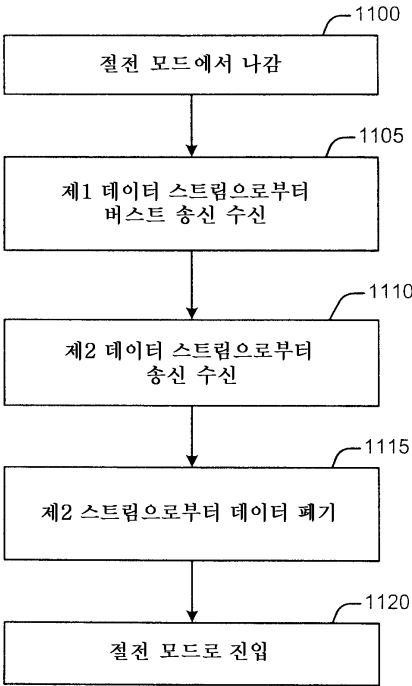 1100
절전 모드에서 나감
1105
제1 데이터 스트림으로부터
버스트 송신 수신
1110
제2 데이터 스트림으로부터
송신 수신
1115
제2 스트림으로부터 데이터 폐기
1120
절전 모드로 진입